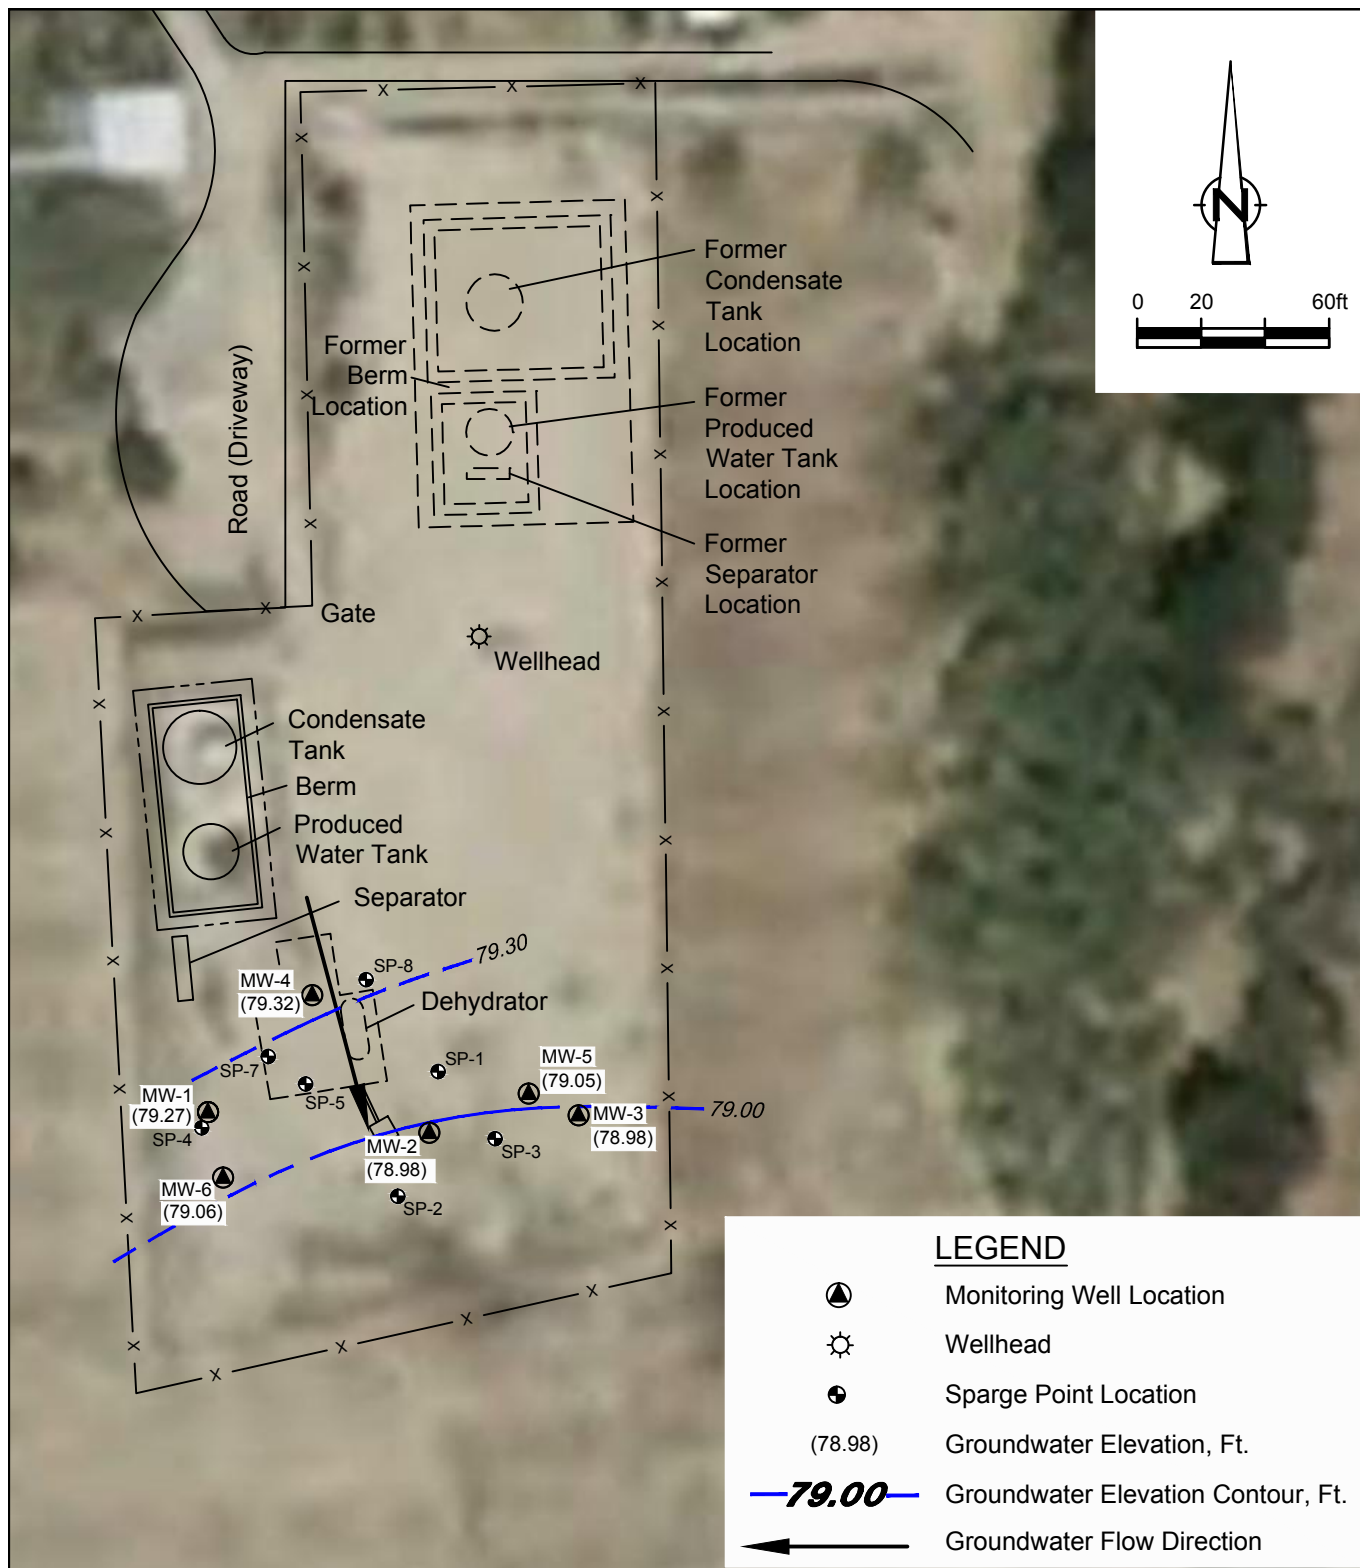 N
0 20 60ft
Former
Condensate
Tank
Location
Former
Berm
Location
Former
Produced
Water Tank
Location
Road (Driveway)
Former
Separator
Location
Gate
Wellhead
Condensate
Tank
Berm
Produced
Water Tank
Separator
79.30
SP-8
MW-4
(79.32)
Dehydrator
SP-7
SP-1
SP-5
MW-5
(79.05)
MW-1
(79.27)
SP-4
MW-3
(78.98)
79.00
MW-2
(78.98)
SP-3
MW-6
(79.06)
SP-2
LEGEND
Monitoring Well Location
Wellhead
Sparge Point Location
(78.98) Groundwater Elevation, Ft.
79.00 Groundwater Elevation Contour, Ft.
Groundwater Flow Direction